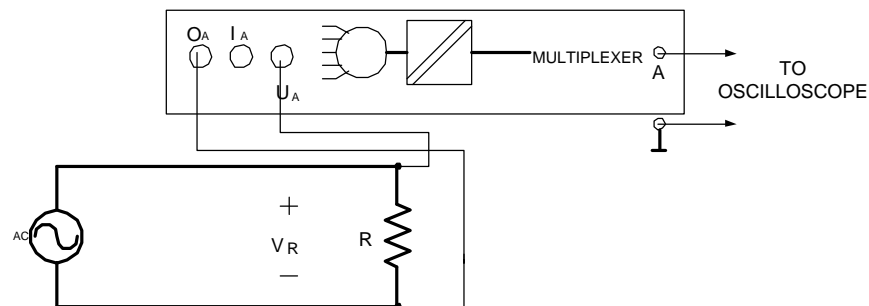 OA IA
UA
MULTIPLEXER A
TO
OSCILLOSCOPE
+
AC
VR
R
−